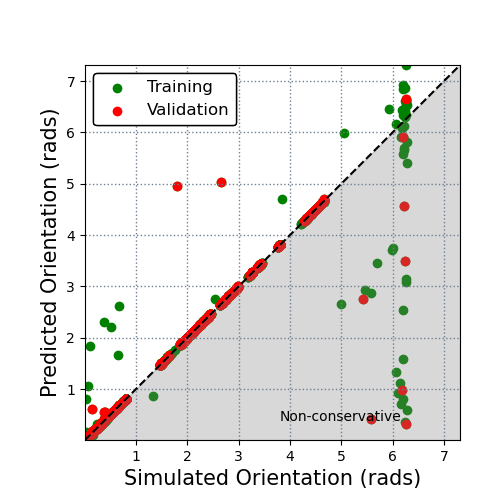 7
6
5
4
3
2
1
Predicted Orientation (rads)
Training
Validation
Non-conservative
1 2 3 4 5 6 7
Simulated Orientation (rads)